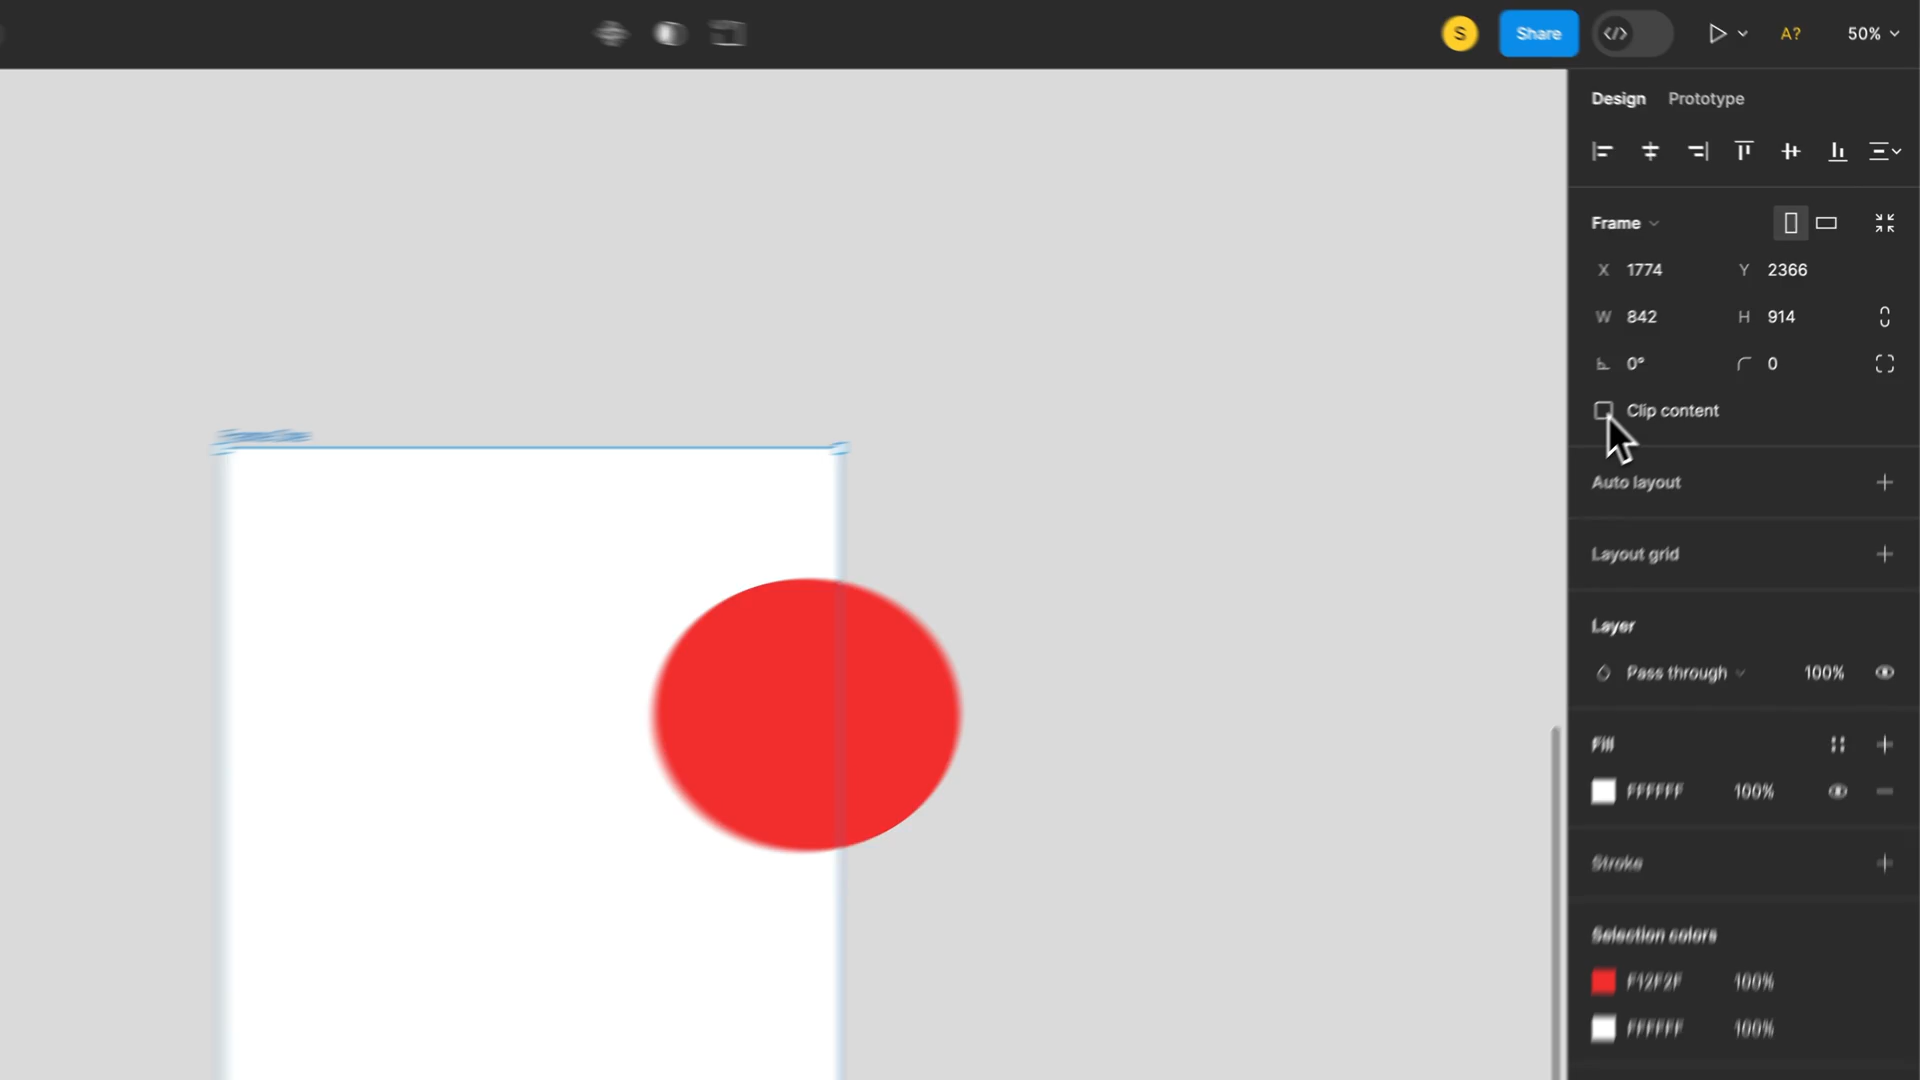 S Share A? 50%
Design Prototype
Frame
X 1774 Y 2366
W 842 H 914
0° 0
Clip content
Auto layout
Layout grid
Layer
Pass through 100%
Fill
FFFFFF 100%
Stroke
Selection colors
F12F2F 100%
FFFFFF 100%